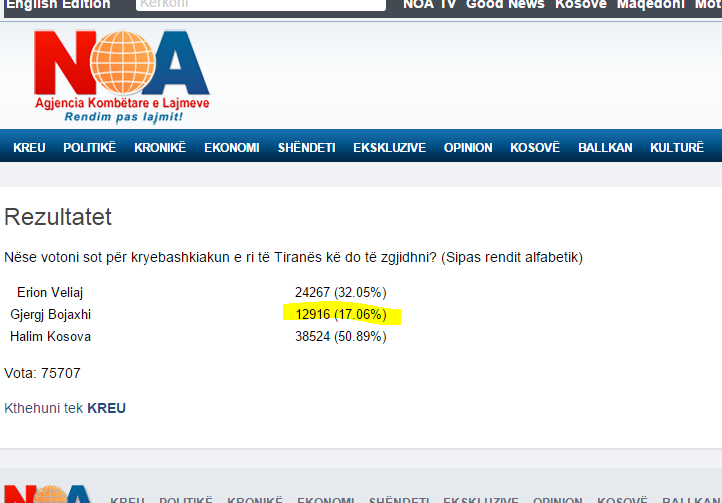 English Edition Kërkoni NOA TV Good News Kosovë Maqedoni
NOA
Agjencia Kombëtare e Lajmeve
Rendim pas lajmit!
KREU POLITIKË KRONIKË EKONOMI SHËNDETI EKSKLUZIVE OPINION KOSOVË BALLKAN KULTURË
Rezultatet
Nëse votoni sot për kryebashkiakun e ri të Tiranës kë do të zgjidhni? (Sipas rendit alfabetik)
Erion Veliaj 24267 (32.05%)
Gjergj Bojaxhi 12916 (17.06%)
Halim Kosova 38524 (50.89%)
Vota: 75707
Kthehuni tek KREU
NOA KREU POLITIKË KRONIKË EKONOMI SHËNDETI EKSKLUZIVE OPINION KOSOVË BALLKAN